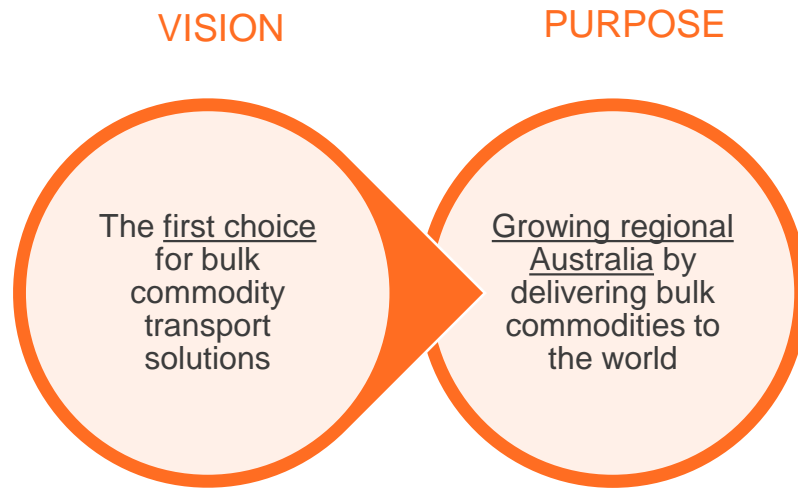 VISION
The first choice
for bulk
commodity
transport
solutions
PURPOSE
Growing regional
Australia by
delivering bulk
commodities to
the world